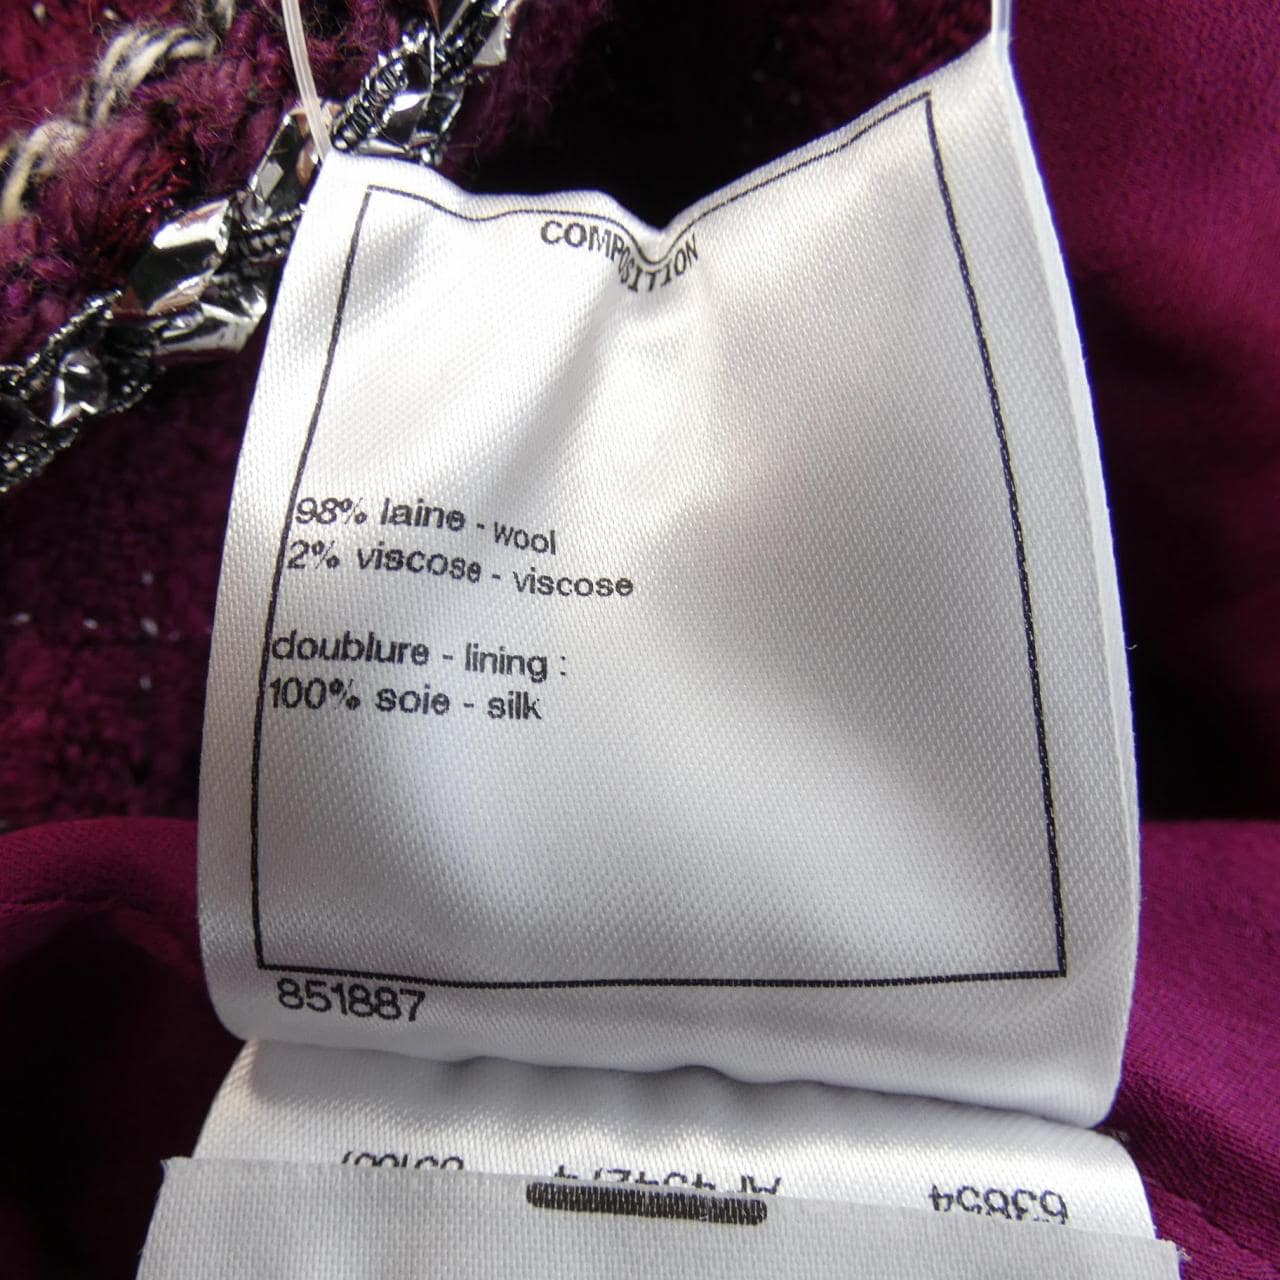 COMPOSITION
98% laine - wool
2% viscose - viscose
doublure - lining :
100% soie - silk
851887